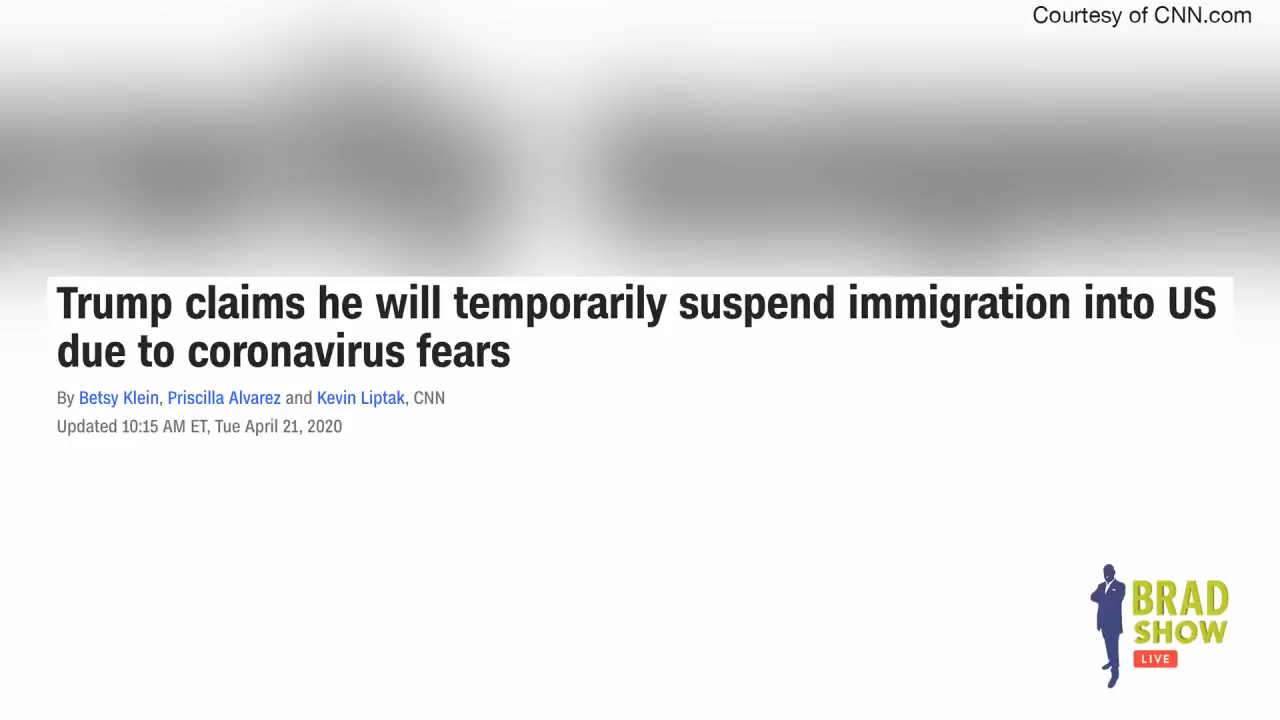 Courtesy of CNN.com
Trump claims he will temporarily suspend immigration into US
due to coronavirus fears
By Betsy Klein, Priscilla Alvarez and Kevin Liptak, CNN
Updated 10:15 AM ET, Tue April 21, 2020
BRAD
SHOW
LIVE